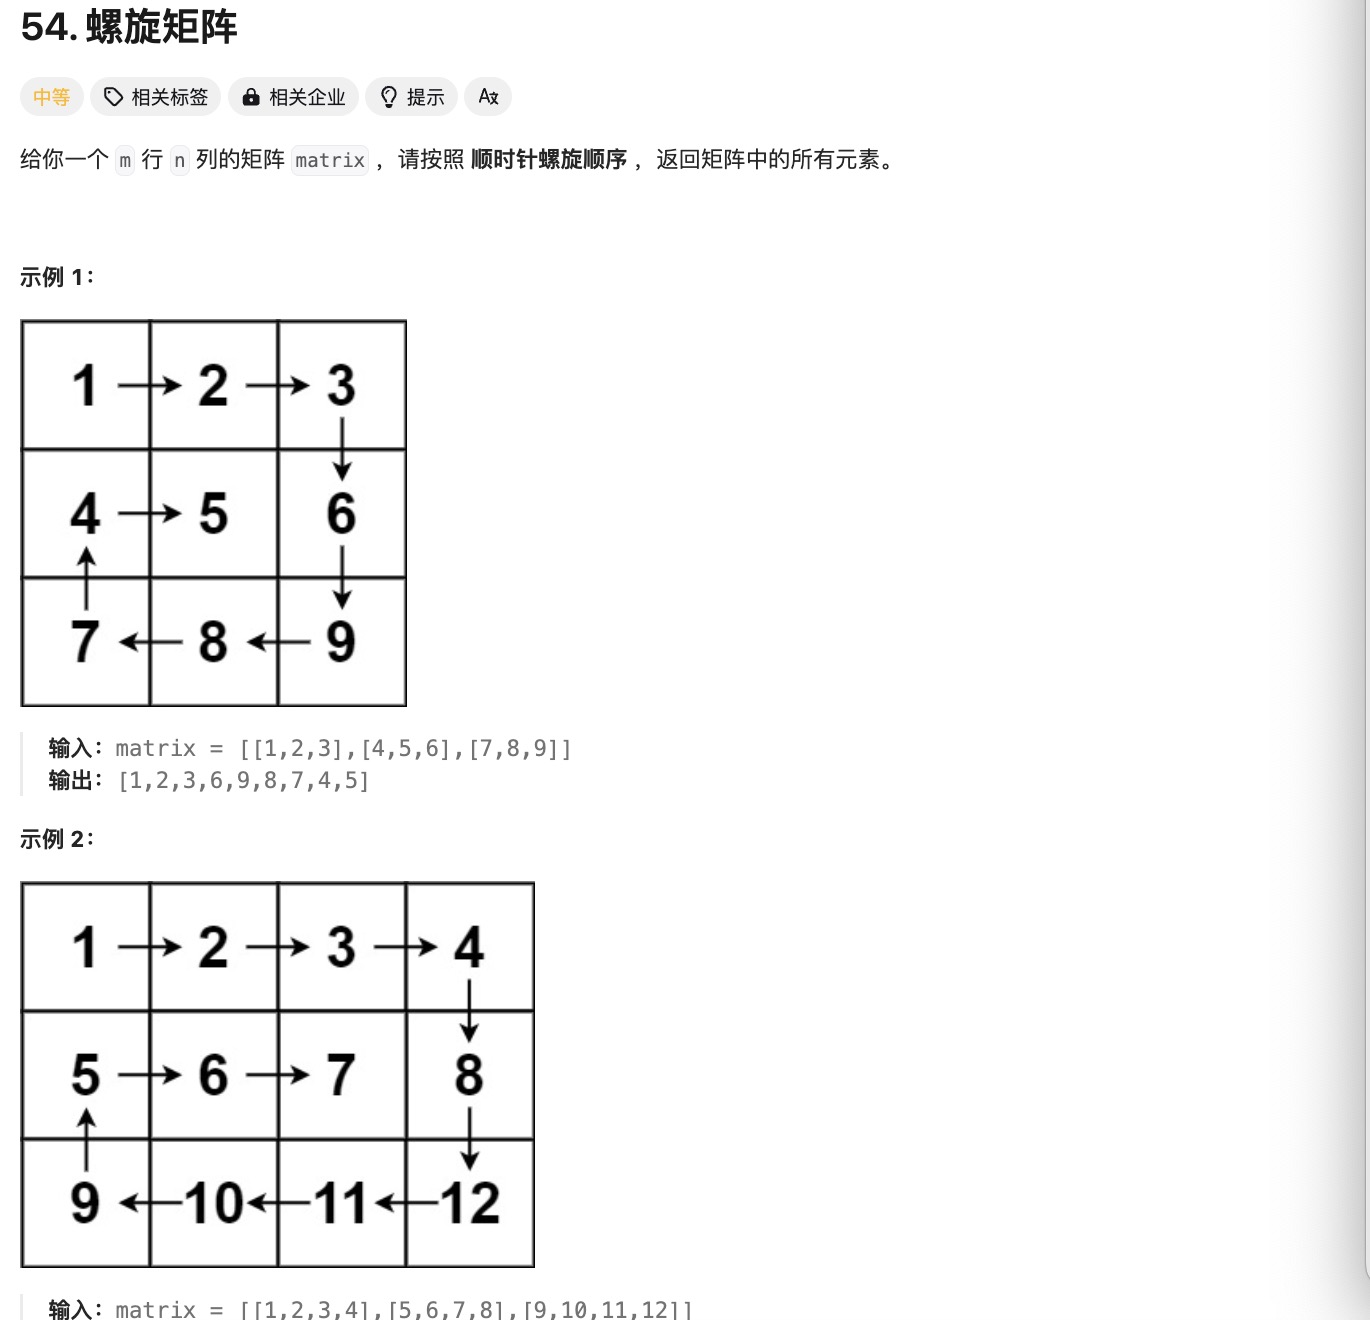 54. 螺旋矩阵
中等 相关标签 相关企业 提示 A文
给你一个 m 行 n 列的矩阵 matrix ，请按照 顺时针螺旋顺序 ，返回矩阵中的所有元素。
示例 1：
1 2 3
4 5 6
7 8 9
输入：matrix = [[1,2,3],[4,5,6],[7,8,9]]
输出：[1,2,3,6,9,8,7,4,5]
示例 2：
1 2 3 4
5 6 7 8
9 10 11 12
输入：matrix = [[1,2,3,4],[5,6,7,8],[9,10,11,12]]